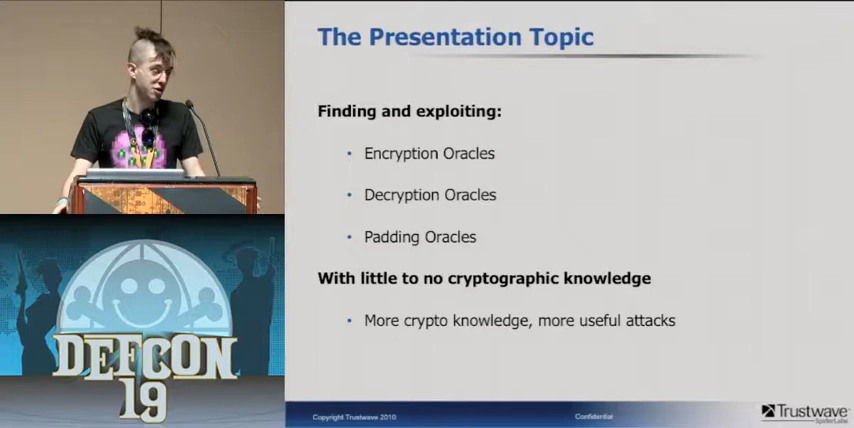 The Presentation Topic
Finding and exploiting:
• Encryption Oracles
• Decryption Oracles
• Padding Oracles
With little to no cryptographic knowledge
• More crypto knowledge, more useful attacks
DEFCON
19
Copyright Trustwave 2010
Confidential
Trustwave®
SpiderLabs